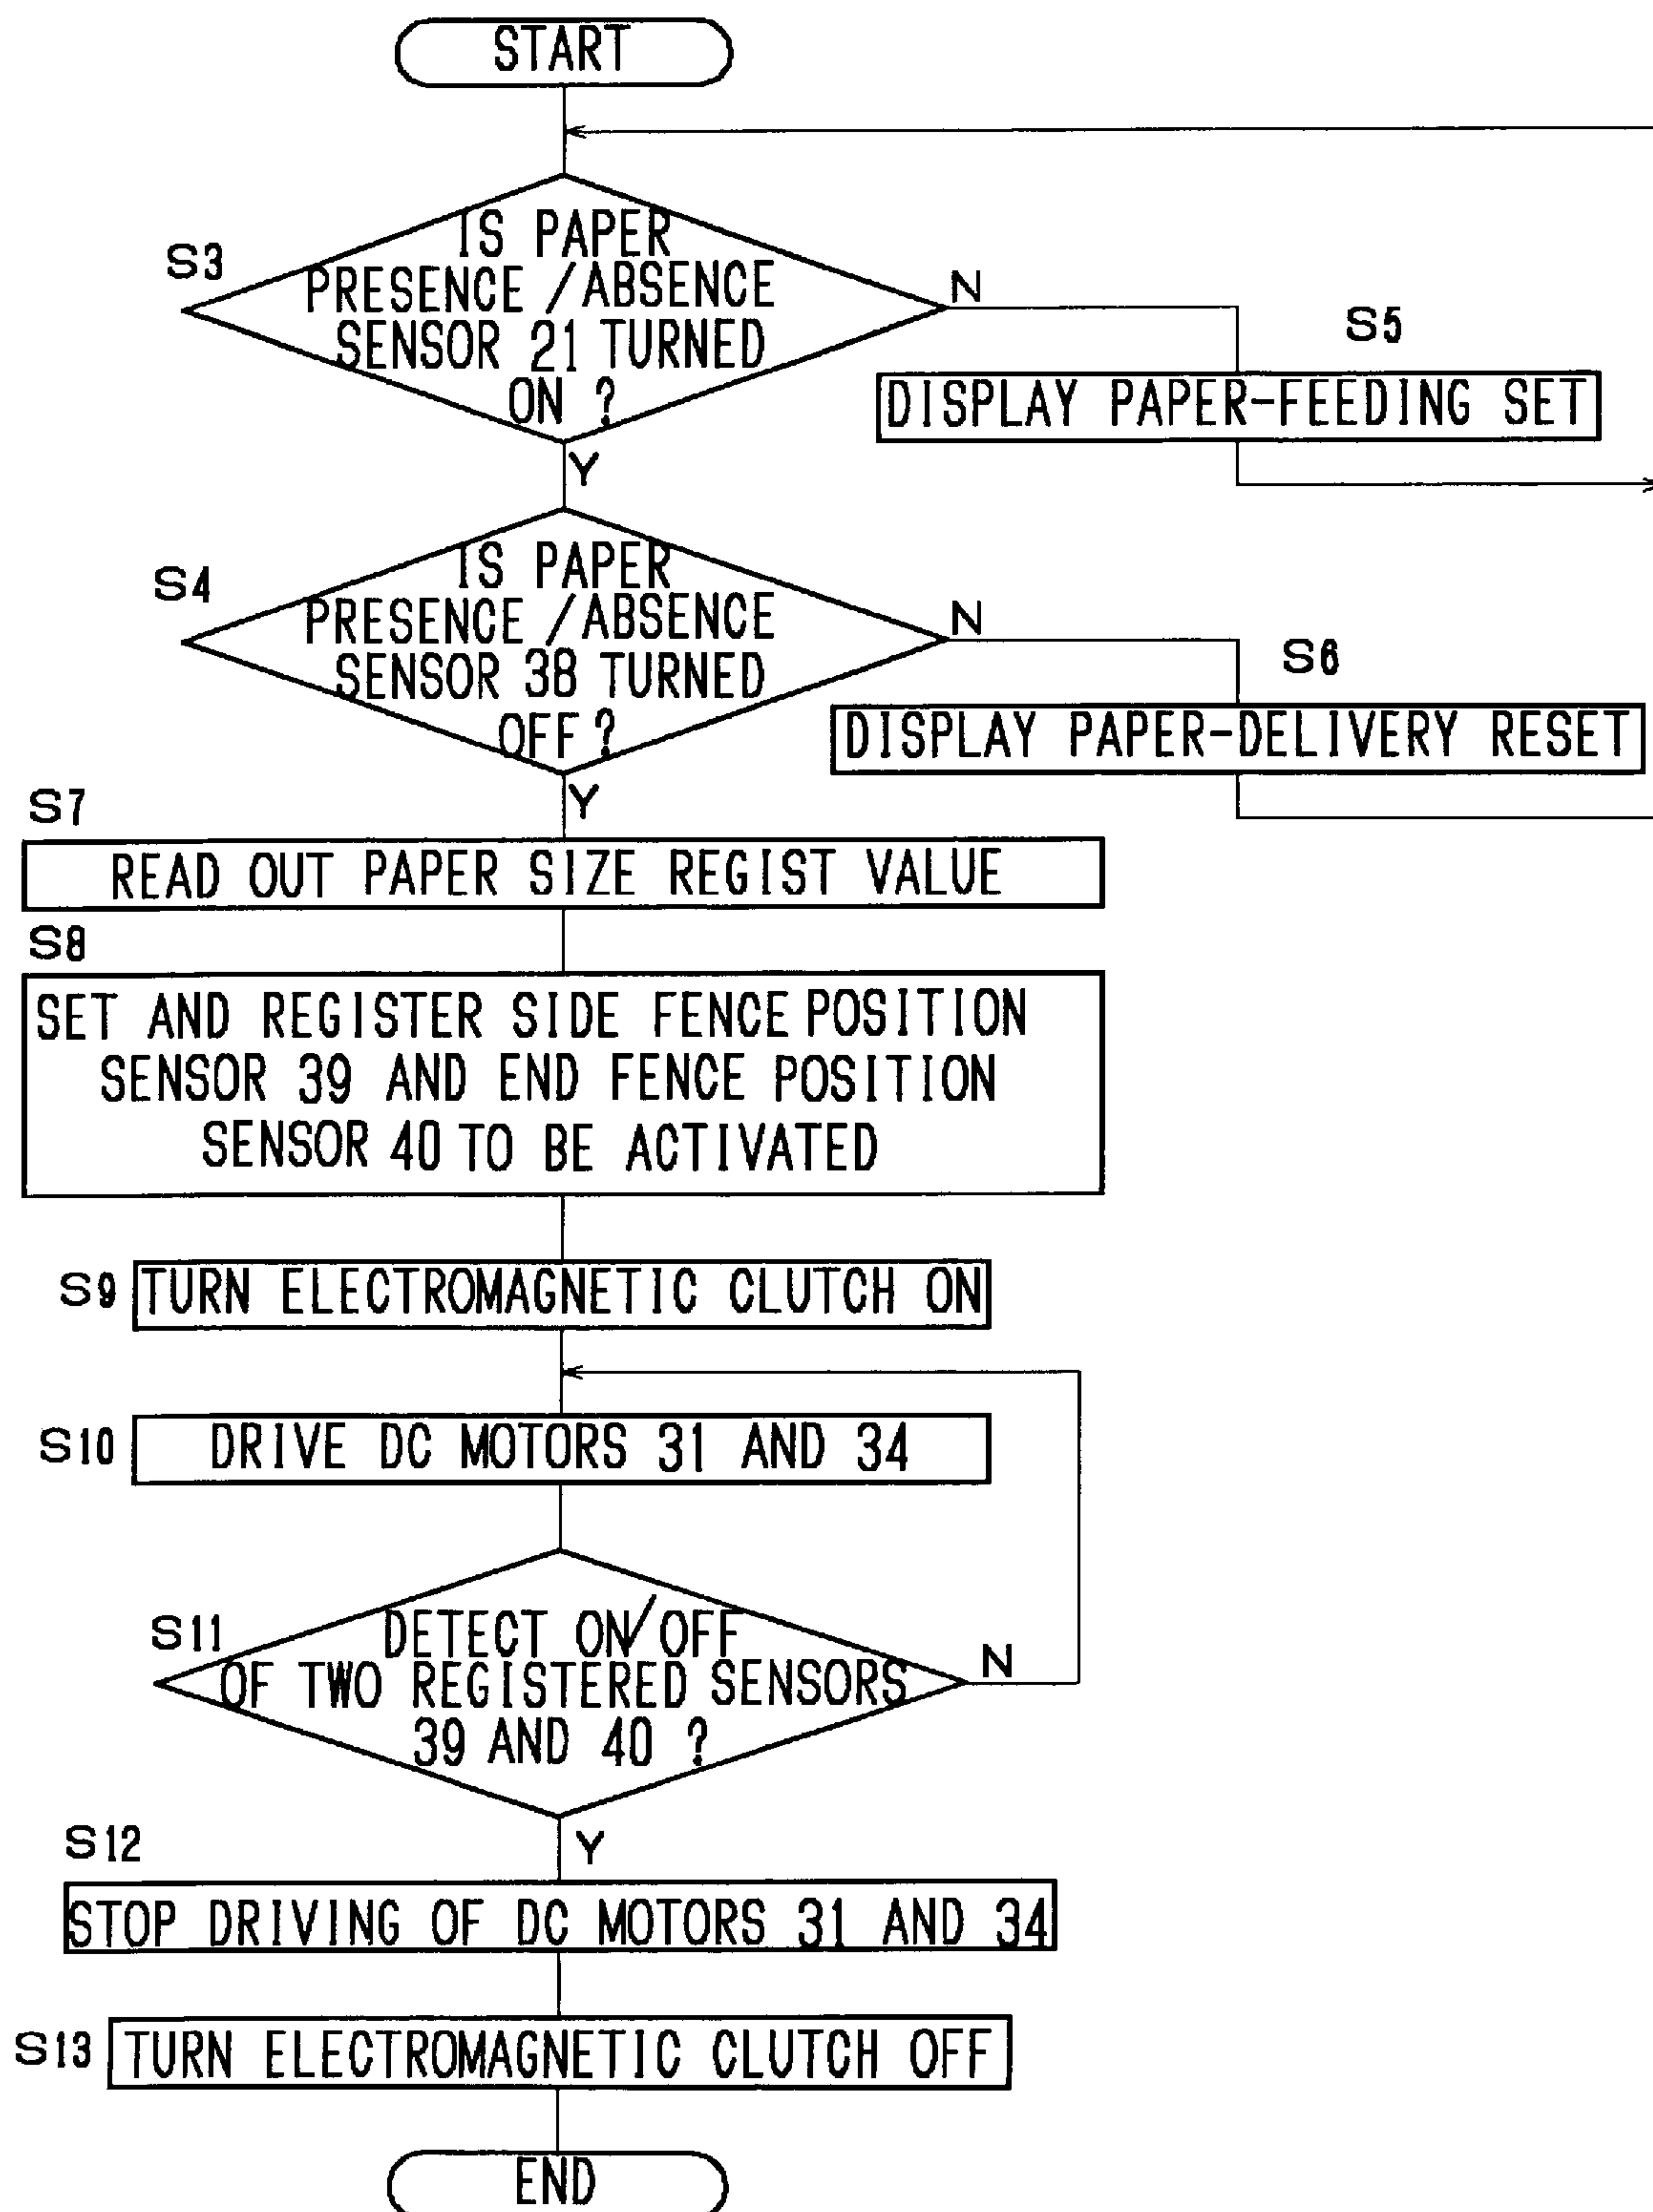 START
S3
IS PAPER
PRESENCE/ABSENCE
SENSOR 21 TURNED
ON ?
N
Y
S5
DISPLAY PAPER-FEEDING SET
S4
IS PAPER
PRESENCE/ABSENCE
SENSOR 38 TURNED
OFF ?
N
Y
S6
DISPLAY PAPER-DELIVERY RESET
S7
READ OUT PAPER SIZE REGIST VALUE
S8
SET AND REGISTER SIDE FENCE POSITION
SENSOR 39 AND END FENCE POSITION
SENSOR 40 TO BE ACTIVATED
S9
TURN ELECTROMAGNETIC CLUTCH ON
S10
DRIVE DC MOTORS 31 AND 34
S11
DETECT ON/OFF
OF TWO REGISTERED SENSORS
39 AND 40 ?
N
Y
S12
STOP DRIVING OF DC MOTORS 31 AND 34
S13
TURN ELECTROMAGNETIC CLUTCH OFF
END